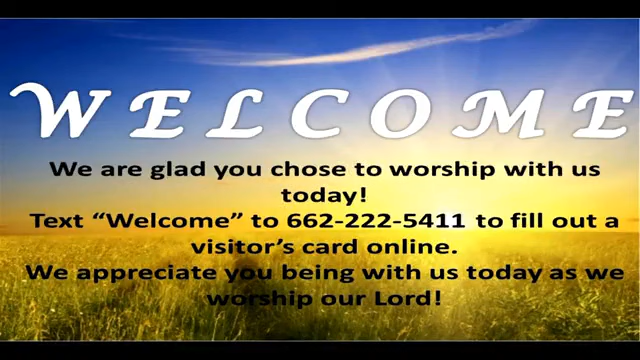 WELCOME
We are glad you chose to worship with us
today!
Text “Welcome” to 662-222-5411 to fill out a
visitor’s card online.
We appreciate you being with us today as we
worship our Lord!